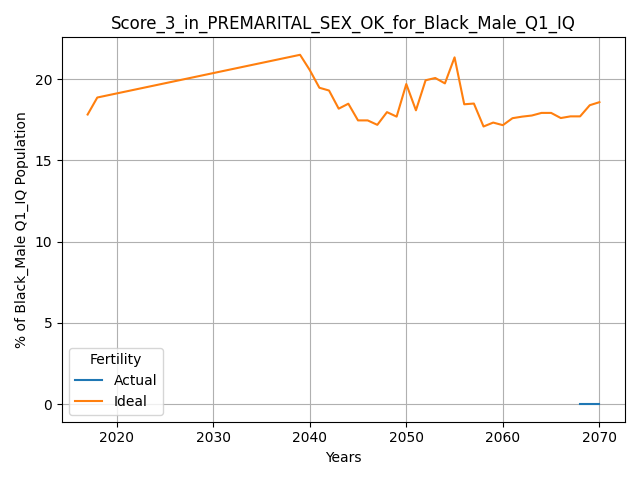 Score_3_in_PREMARITAL_SEX_OK_for_Black_Male_Q1_IQ
% of Black_Male Q1_IQ Population
20
15
10
5
0
Fertility
Actual
Ideal
2020 2030 2040 2050 2060 2070
Years